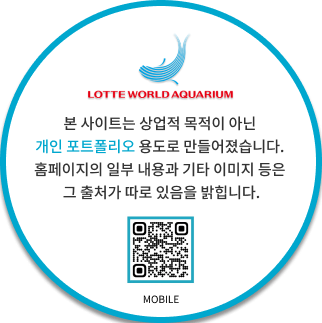 LOTTE WORLD AQUARIUM
본 사이트는 상업적 목적이 아닌
개인 포트폴리오 용도로 만들어졌습니다.
홈페이지의 일부 내용과 기타 이미지 등은
그 출처가 따로 있음을 밝힙니다.
MOBILE